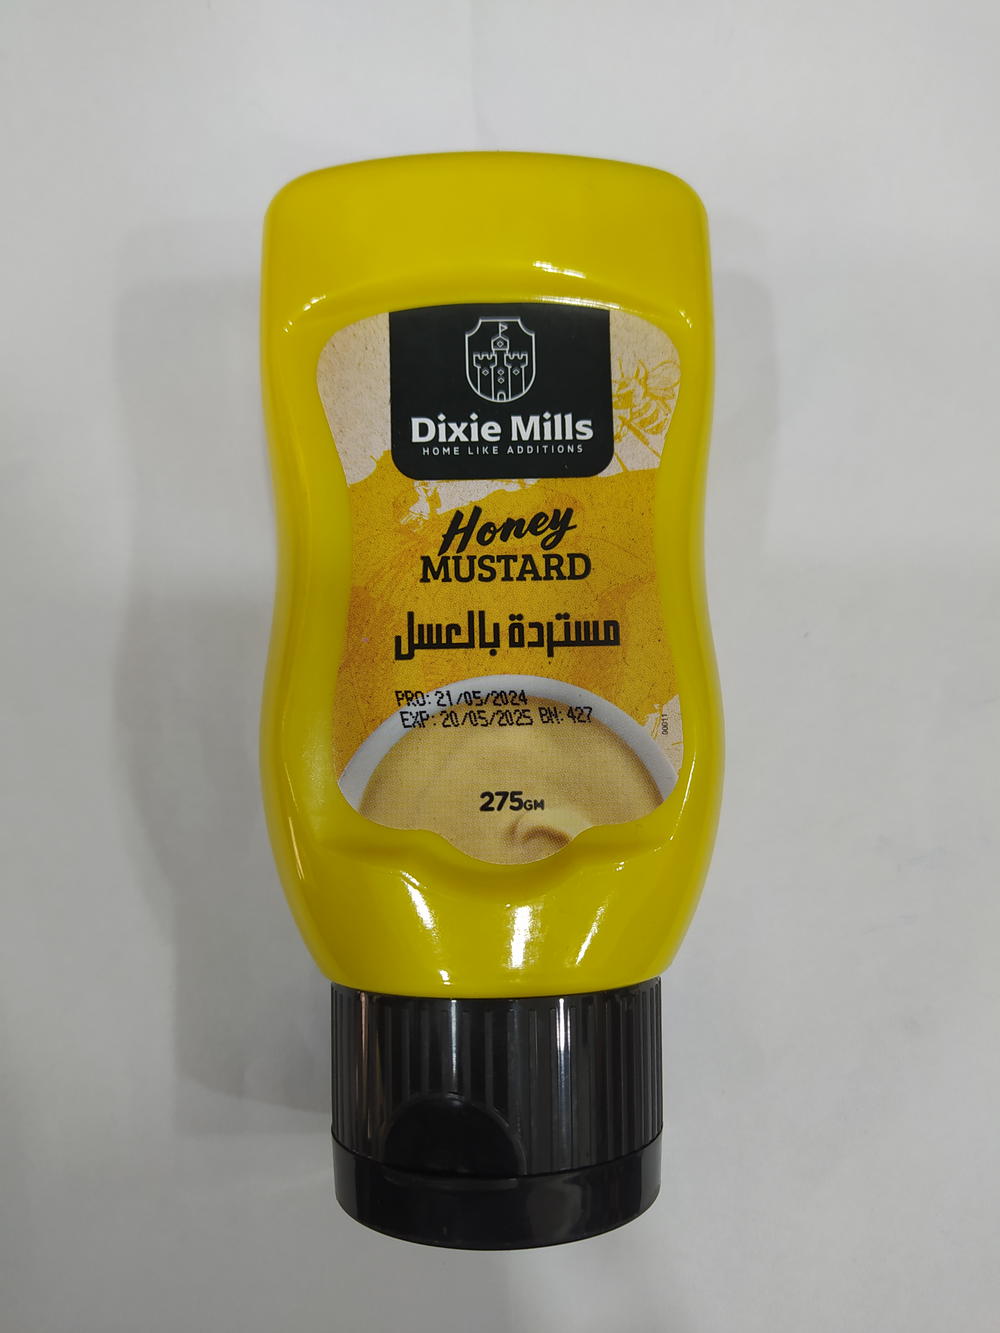 Dixie Mills
HOME LIKE ADDITIONS
Honey
MUSTARD
مستردة بالعسل
PRO: 21/05/2024
EXP: 20/05/2025 BN: 427
00011
275GM